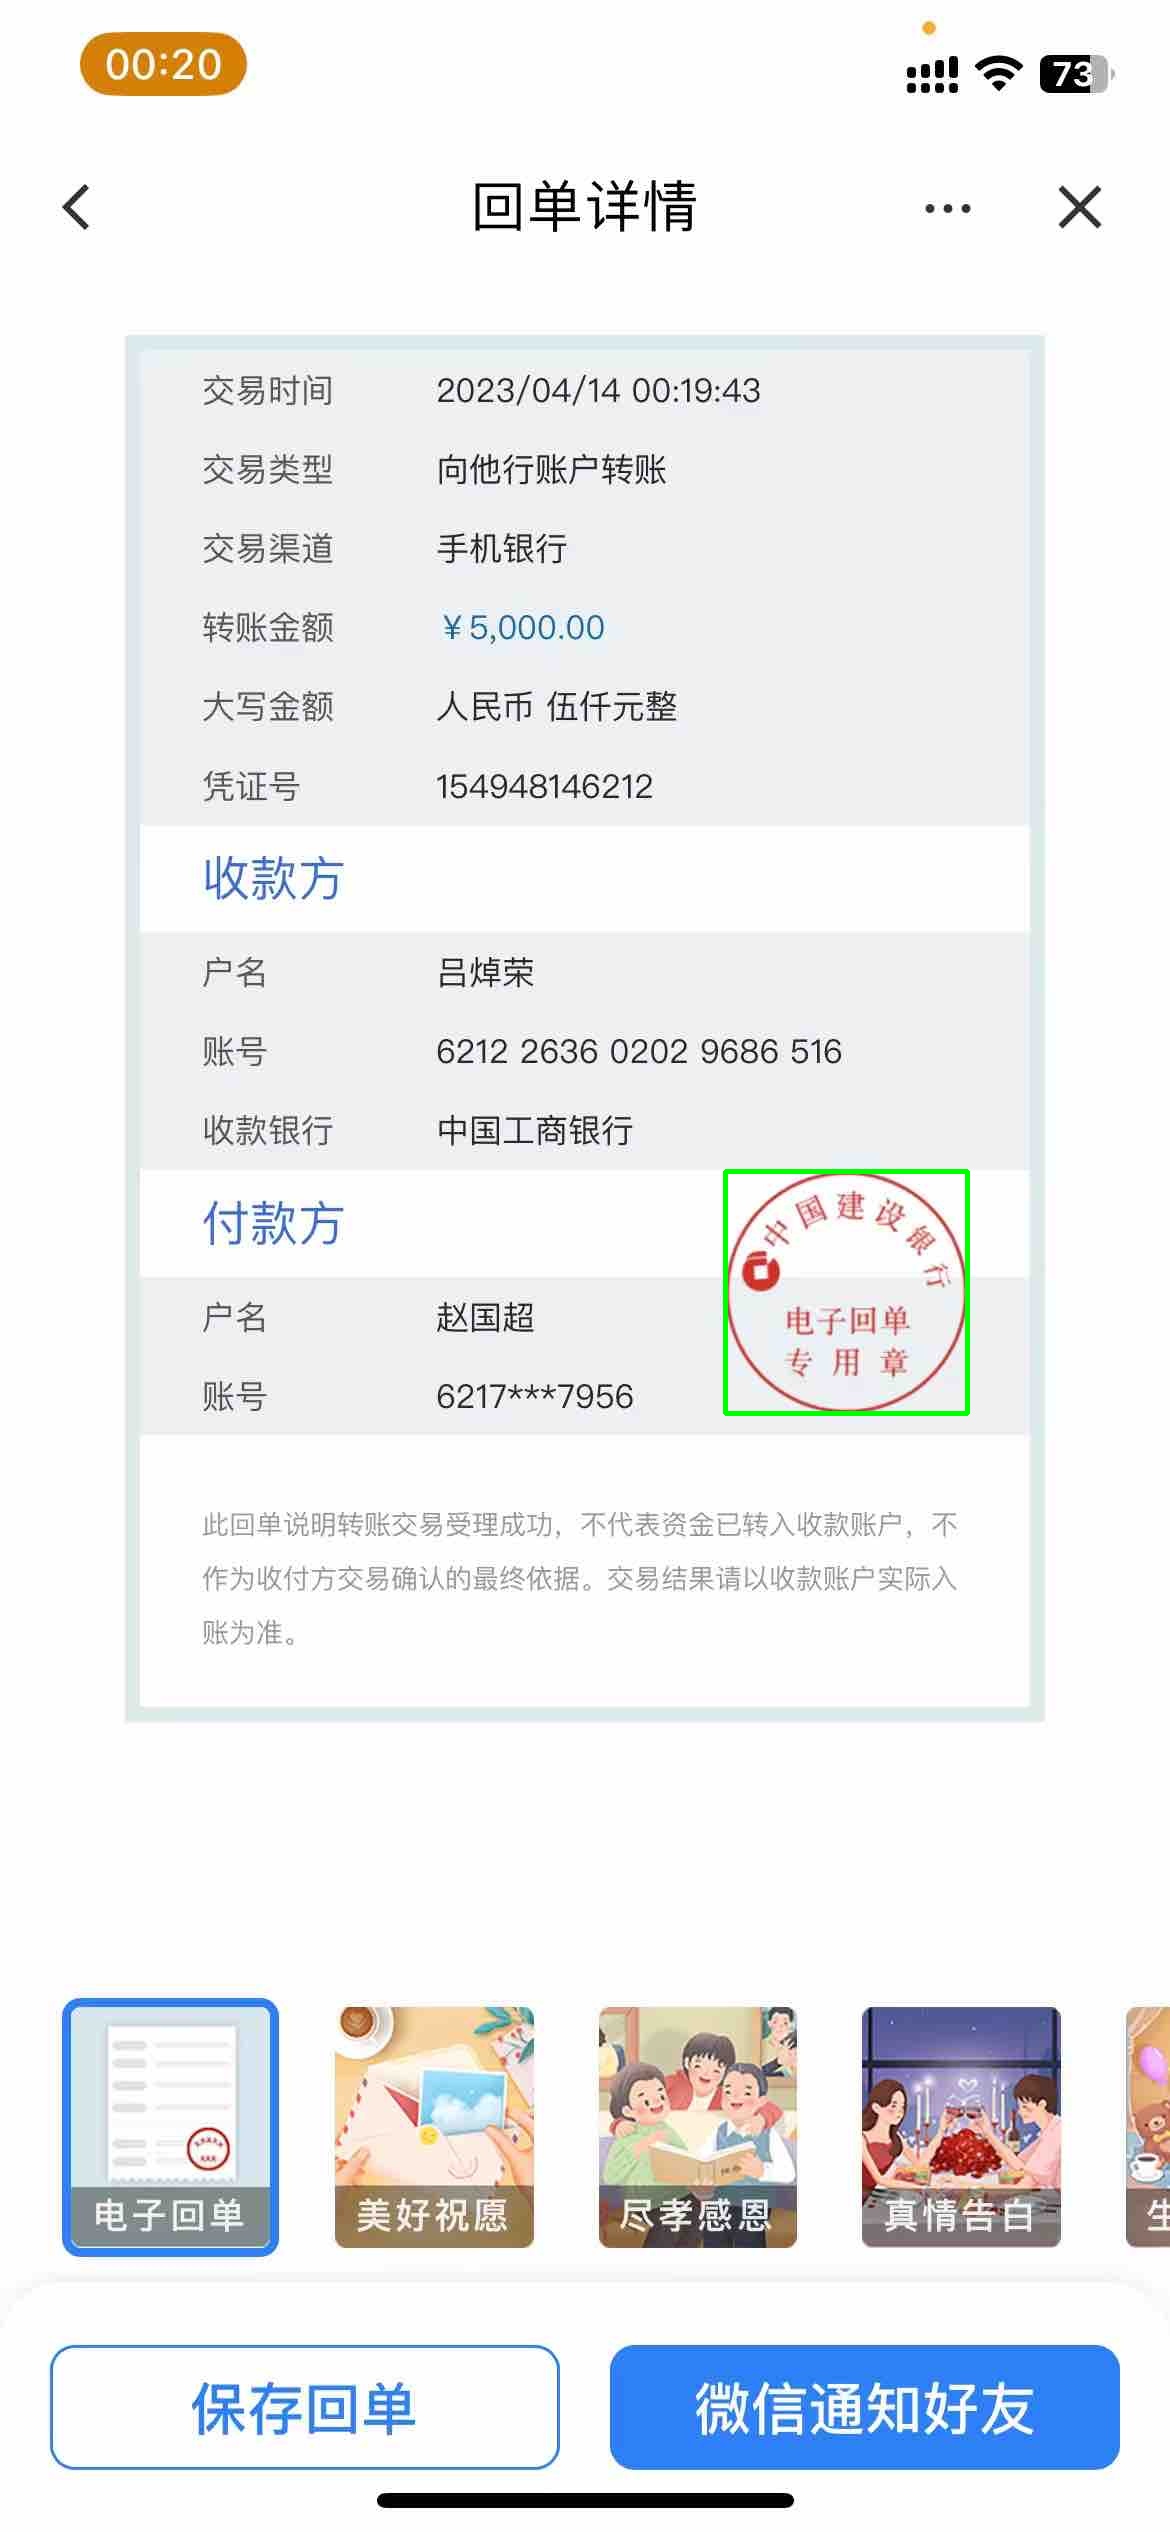 00:20
73
回单详情
交易时间 2023/04/14 00:19:43
交易类型 向他行账户转账
交易渠道 手机银行
转账金额 ¥5,000.00
大写金额 人民币 伍仟元整
凭证号 154948146212
收款方
户名 吕焯荣
账号 6212 2636 0202 9686 516
收款银行 中国工商银行
付款方
中国建设银行
电子回单
专用章
户名 赵国超
账号 6217***7956
此回单说明转账交易受理成功，不代表资金已转入收款账户，不
作为收付方交易确认的最终依据。交易结果请以收款账户实际入
账为准。
电子回单 美好祝愿 尽孝感恩 真情告白 生
保存回单 微信通知好友